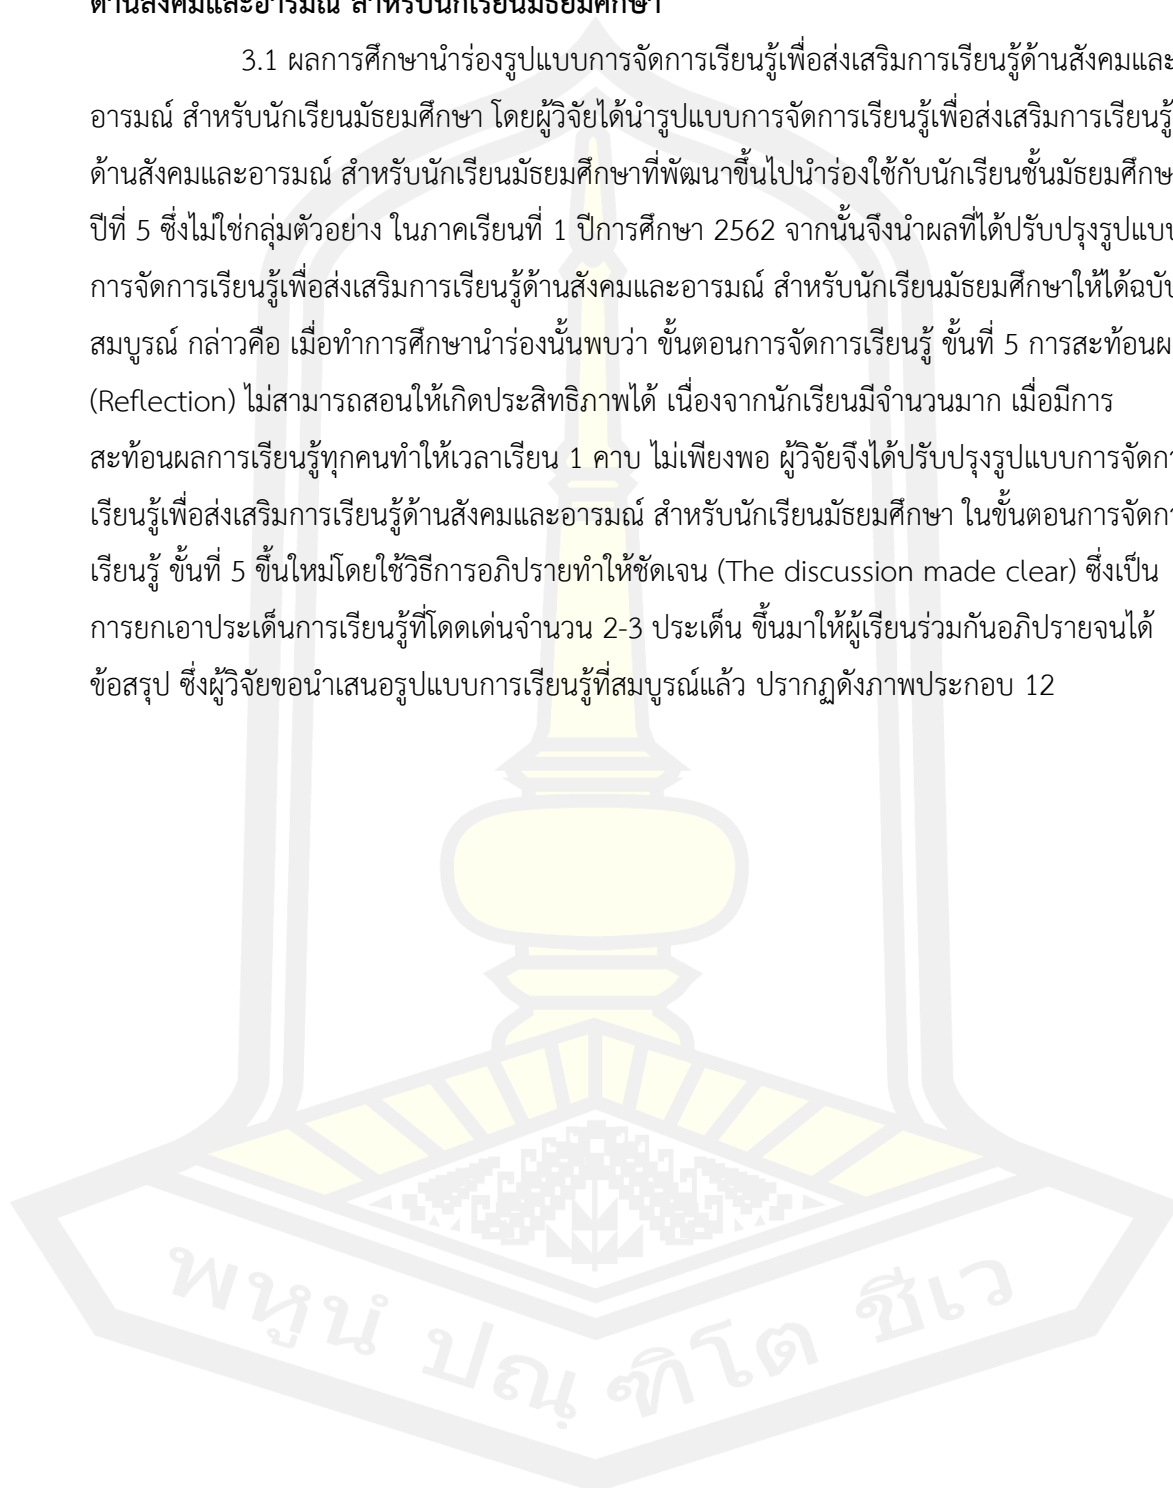 ด้านสังคมและอารมณ์ สำหรับนักเรียนมัธยมศึกษา
3.1 ผลการศึกษานำร่องรูปแบบการจัดการเรียนรู้เพื่อส่งเสริมการเรียนรู้ด้านสังคมและ
อารมณ์ สำหรับนักเรียนมัธยมศึกษา โดยผู้วิจัยได้นำรูปแบบการจัดการเรียนรู้เพื่อส่งเสริมการเรียนรู้
ด้านสังคมและอารมณ์ สำหรับนักเรียนมัธยมศึกษาที่พัฒนาขึ้นไปนำร่องใช้กับนักเรียนชั้นมัธยมศึกษ
ปีที่ 5 ซึ่งไม่ใช่กลุ่มตัวอย่าง ในภาคเรียนที่ 1 ปีการศึกษา 2562 จากนั้นจึงนำผลที่ได้ปรับปรุงรูปแบบ
การจัดการเรียนรู้เพื่อส่งเสริมการเรียนรู้ด้านสังคมและอารมณ์ สำหรับนักเรียนมัธยมศึกษาให้ได้ฉบับ
สมบูรณ์ กล่าวคือ เมื่อทำการศึกษานำร่องนั้นพบว่า ขั้นตอนการจัดการเรียนรู้ ขั้นที่ 5 การสะท้อนผ
(Reflection) ไม่สามารถสอนให้เกิดประสิทธิภาพได้ เนื่องจากนักเรียนมีจำนวนมาก เมื่อมีการ
สะท้อนผลการเรียนรู้ทุกคนทำให้เวลาเรียน 1 คาบ ไม่เพียงพอ ผู้วิจัยจึงได้ปรับปรุงรูปแบบการจัดกา
เรียนรู้เพื่อส่งเสริมการเรียนรู้ด้านสังคมและอารมณ์ สำหรับนักเรียนมัธยมศึกษา ในขั้นตอนการจัดกา
เรียนรู้ ขั้นที่ 5 ขึ้นใหม่โดยใช้วิธีการอภิปรายทำให้ชัดเจน (The discussion made clear) ซึ่งเป็น
การยกเอาประเด็นการเรียนรู้ที่โดดเด่นจำนวน 2-3 ประเด็น ขึ้นมาให้ผู้เรียนร่วมกันอภิปรายจนได้
ข้อสรุป ซึ่งผู้วิจัยขอนำเสนอรูปแบบการเรียนรู้ที่สมบูรณ์แล้ว ปรากฏดังภาพประกอบ 12
พหูนํ ปณฺฑิโต ชีเว